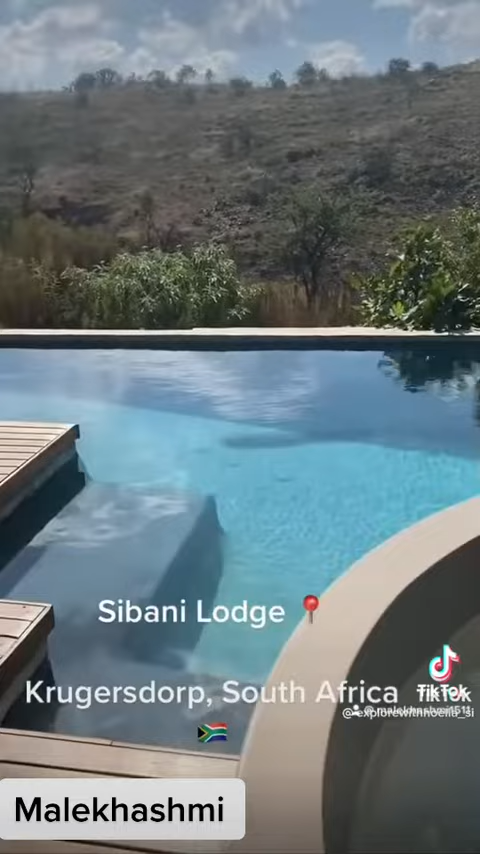 Sibani Lodge 📍
Krugersdorp, South Africa
🇿🇦
TikTok
Malekhashmi